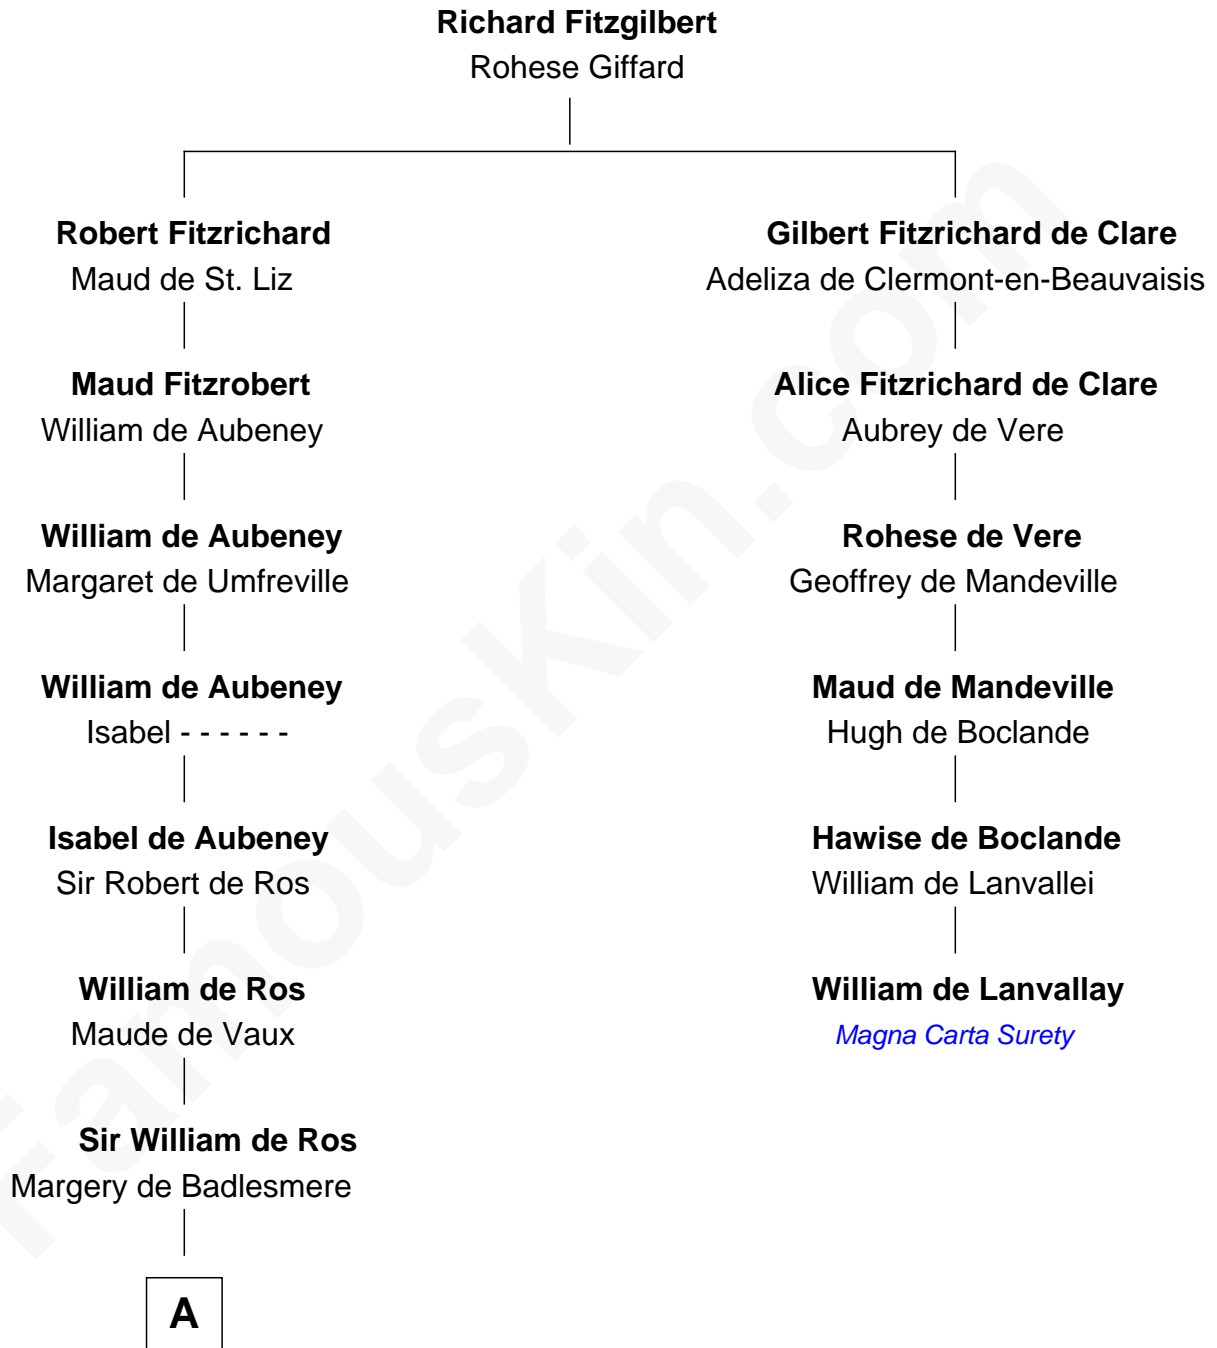 Richard Fitzgilbert
Rohese Giffard
Robert Fitzrichard
Maud de St. Liz
Gilbert Fitzrichard de Clare
Adeliza de Clermont-en-Beauvaisis
Maud Fitzrobert
William de Aubeney
Alice Fitzrichard de Clare
Aubrey de Vere
William de Aubeney
Margaret de Umfreville
Rohese de Vere
Geoffrey de Mandeville
William de Aubeney
Isabel - - - - - -
Maud de Mandeville
Hugh de Boclande
Isabel de Aubeney
Sir Robert de Ros
Hawise de Boclande
William de Lanvallei
William de Ros
Maude de Vaux
William de Lanvallay
Magna Carta Surety
Sir William de Ros
Margery de Badlesmere
A
FamousKin.com